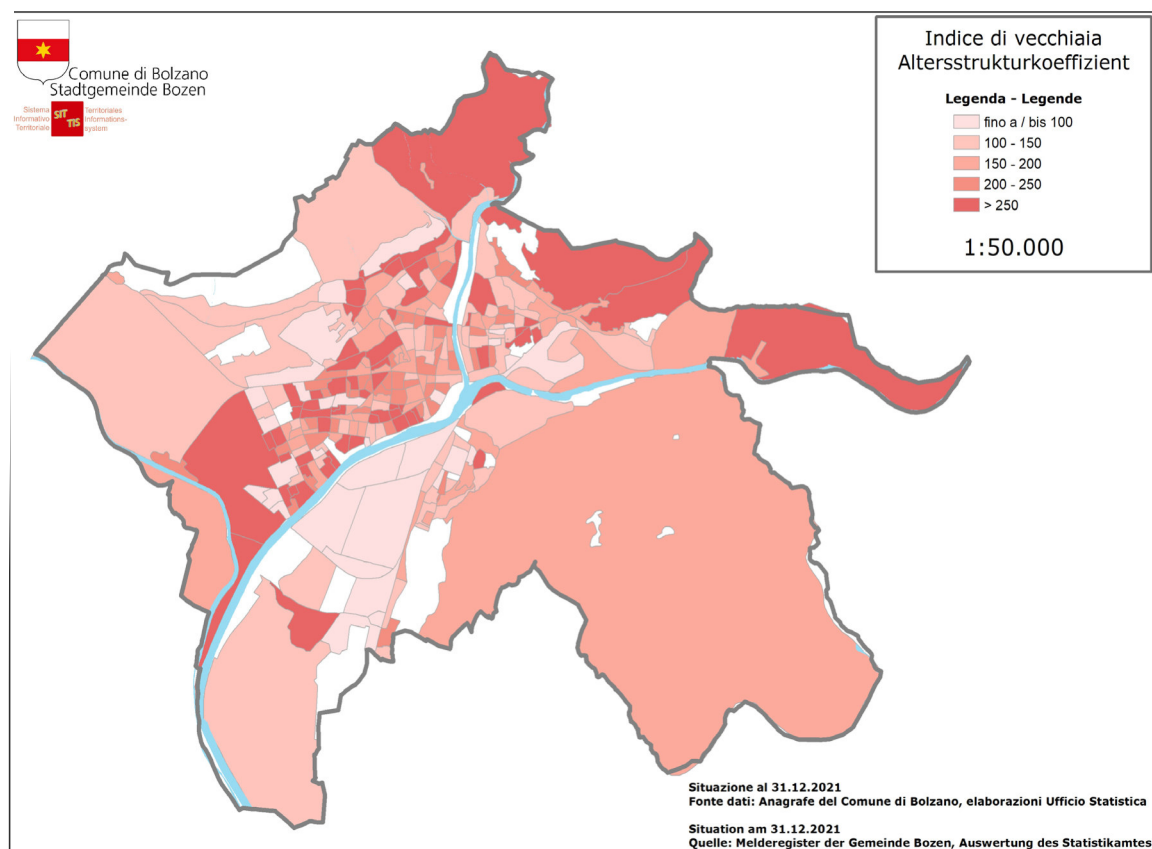 Comune di Bolzano
Stadtgemeinde Bozen
Sistema
Informativo
Territoriale
SIT
TIS
Territoriales
Informations-
system
Indice di vecchiaia
Altersstrukturkoeffizient
Legenda - Legende
fino a / bis 100
100 - 150
150 - 200
200 - 250
> 250
1:50.000
Situazione al 31.12.2021
Fonte dati: Anagrafe del Comune di Bolzano, elaborazioni Ufficio Statistica
Situation am 31.12.2021
Quelle: Melderegister der Gemeinde Bozen, Auswertung des Statistikamtes